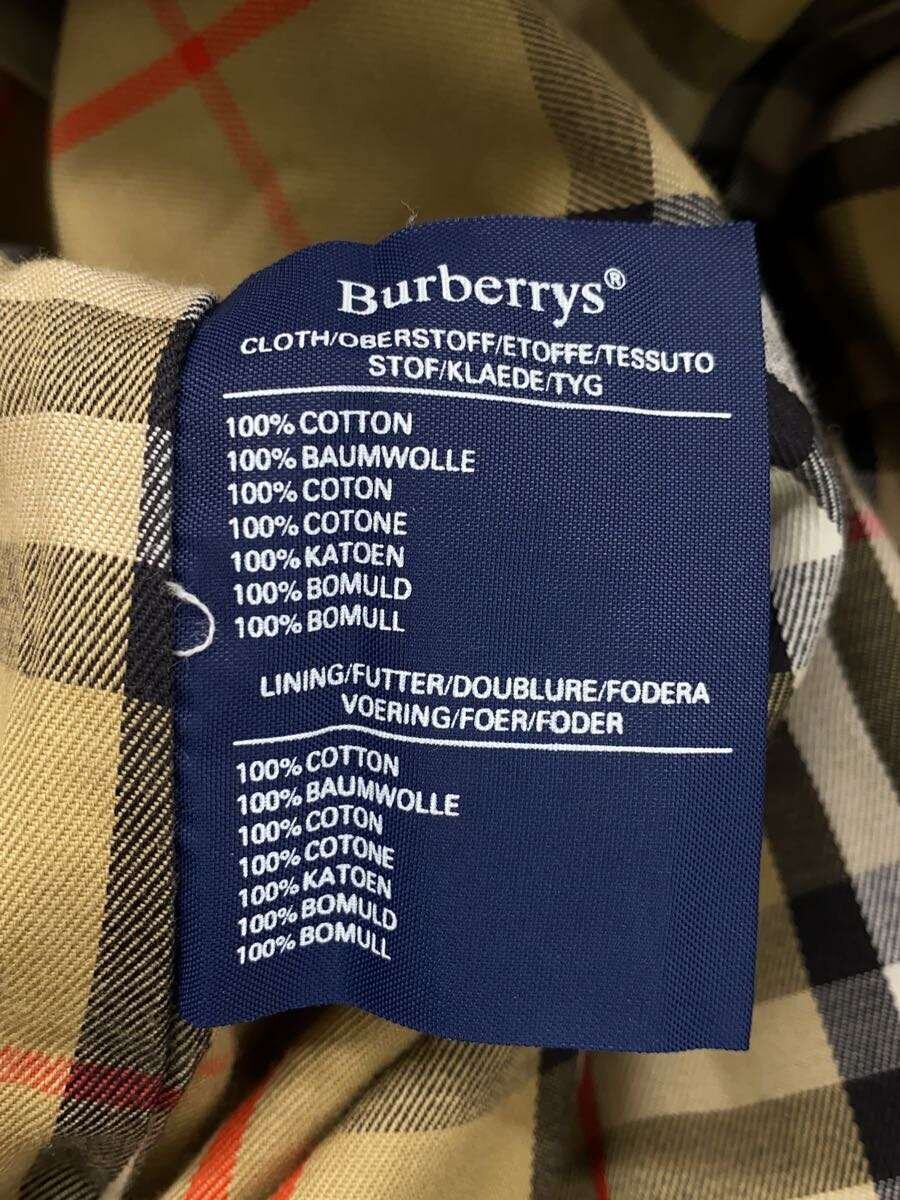 Burberrys®
CLOTH/OBERSTOFF/ETOFFE/TESSUTO
STOF/KLAEDE/TYG
100% COTTON
100% BAUMWOLLE
100% COTON
100% COTONE
100% KATOEN
100% BOMULD
100% BOMULL
LINING/FUTTER/DOUBLURE/FODERA
VOERING/FOER/FODER
100% COTTON
100% BAUMWOLLE
100% COTON
100% COTONE
100% KATOEN
100% BOMULD
100% BOMULL